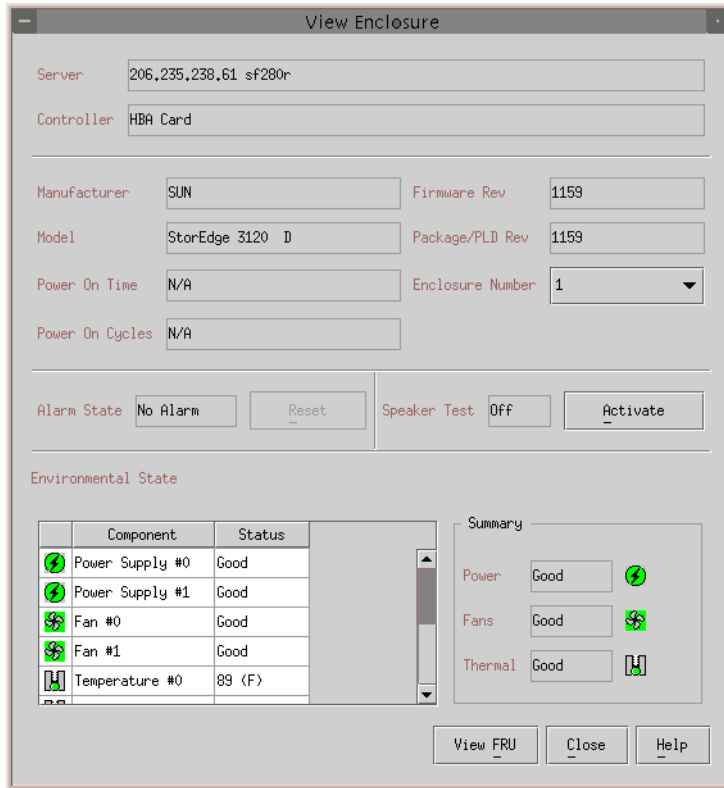 View Enclosure
Server 206.235.238.61 sf280r
Controller HBA Card
Manufacturer SUN Firmware Rev 1159
Model StorEdge 3120  D Package/PLD Rev 1159
Power On Time N/A Enclosure Number 1
Power On Cycles N/A
Alarm State No Alarm Reset Speaker Test Off Activate
Environmental State
Summary
Component Status
Power Supply #0 Good
Power Supply #1 Good
Fan #0 Good
Fan #1 Good
Temperature #0 89 (F)
Power Good
Fans Good
Thermal Good
View FRU Close Help